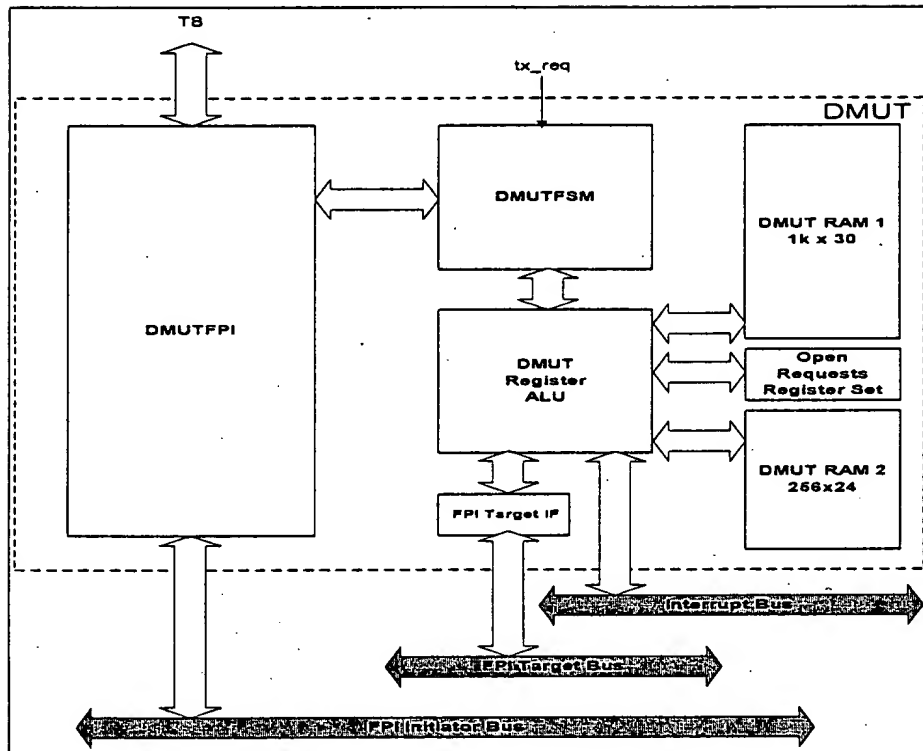 TB
tx_req
DMUT
DMUTFPI
DMUTFSM
DMUT RAM 1
1k x 30
DMUT
Register
ALU
Open
Requests
Register Set
DMUT RAM 2
256x24
FPI Target IF
Interrupt Bus
FPI Target Bus
FPI Initiator Bus